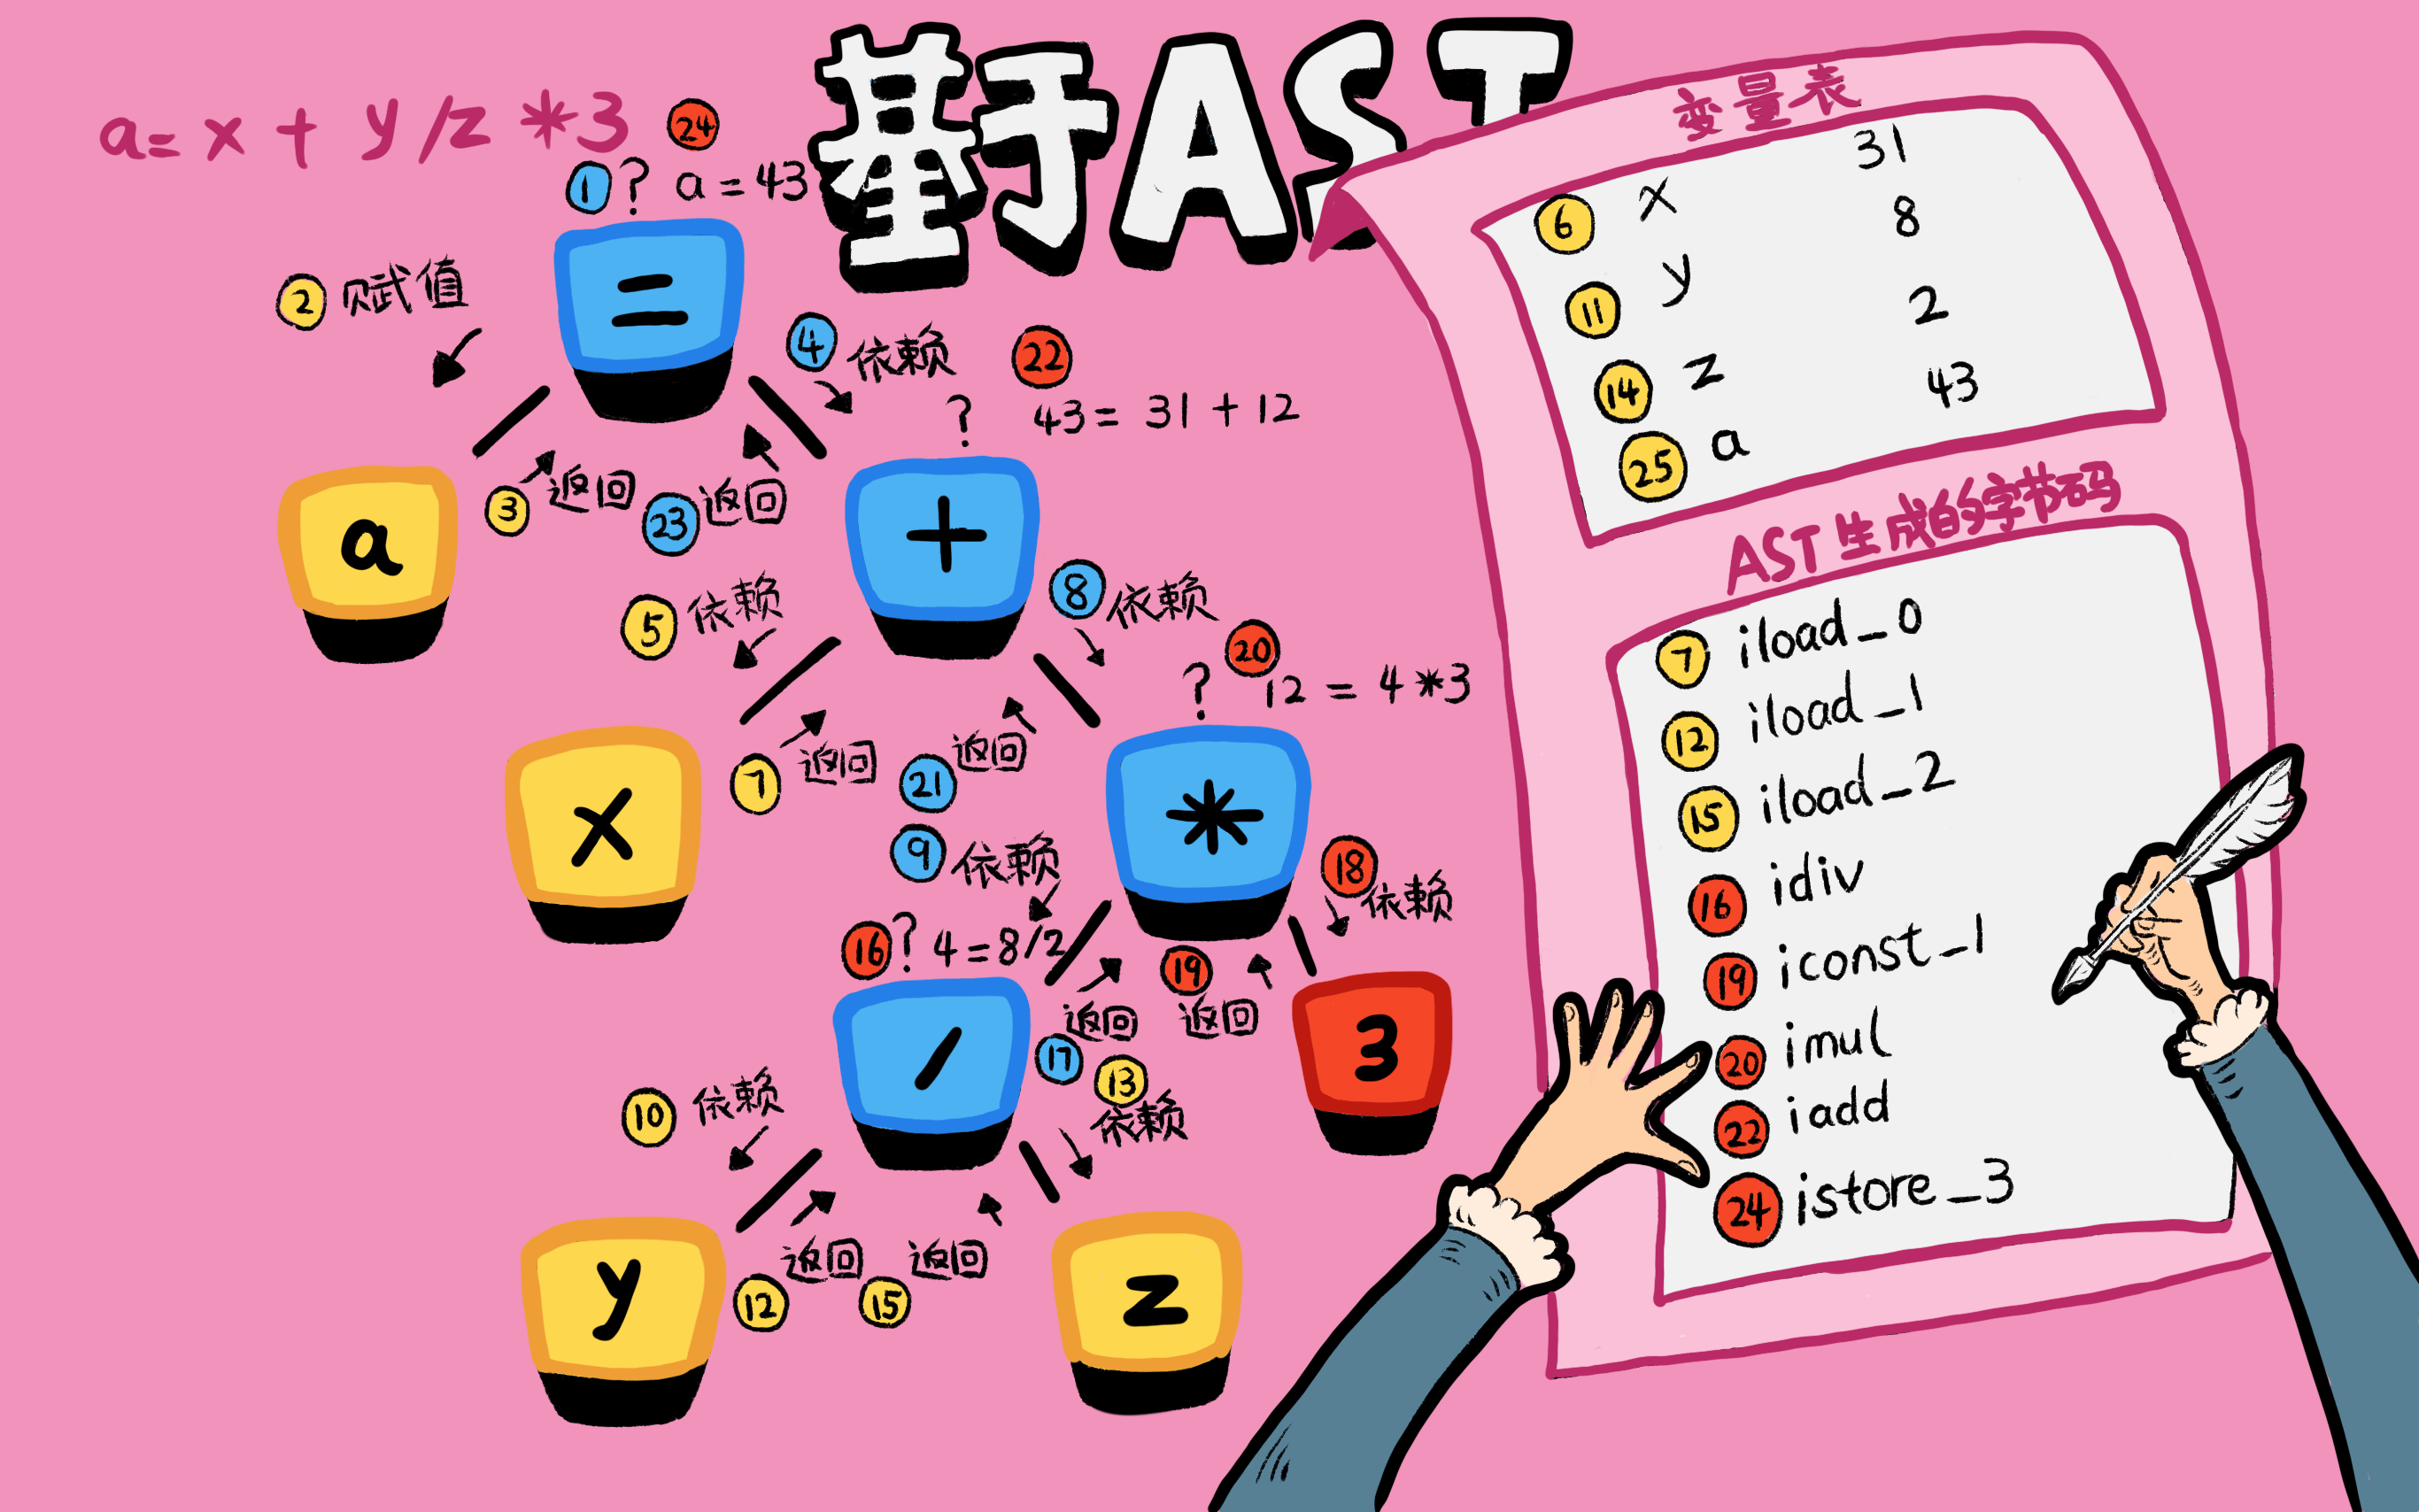 基于AST
a=x + y/z *3
24
1 ? a=43
=
2 赋值
4 依赖
22
? 43= 31 + 12
3 返回
23 返回
a
+
5 依赖
8 依赖
20
? 12 = 4 *3
7 返回
21 返回
x
*
9 依赖
18 依赖
16 ? 4=8/2
19 返回
返回
17
/
3
13 依赖
10 依赖
12 返回
15 返回
y
z
变量表
6 x 31
11 y 8
14 z 2
25 a 43
AST生成的字节码
7 iload_0
12 iload_1
15 iload_2
16 idiv
19 iconst_1
20 imul
22 iadd
24 istore_3